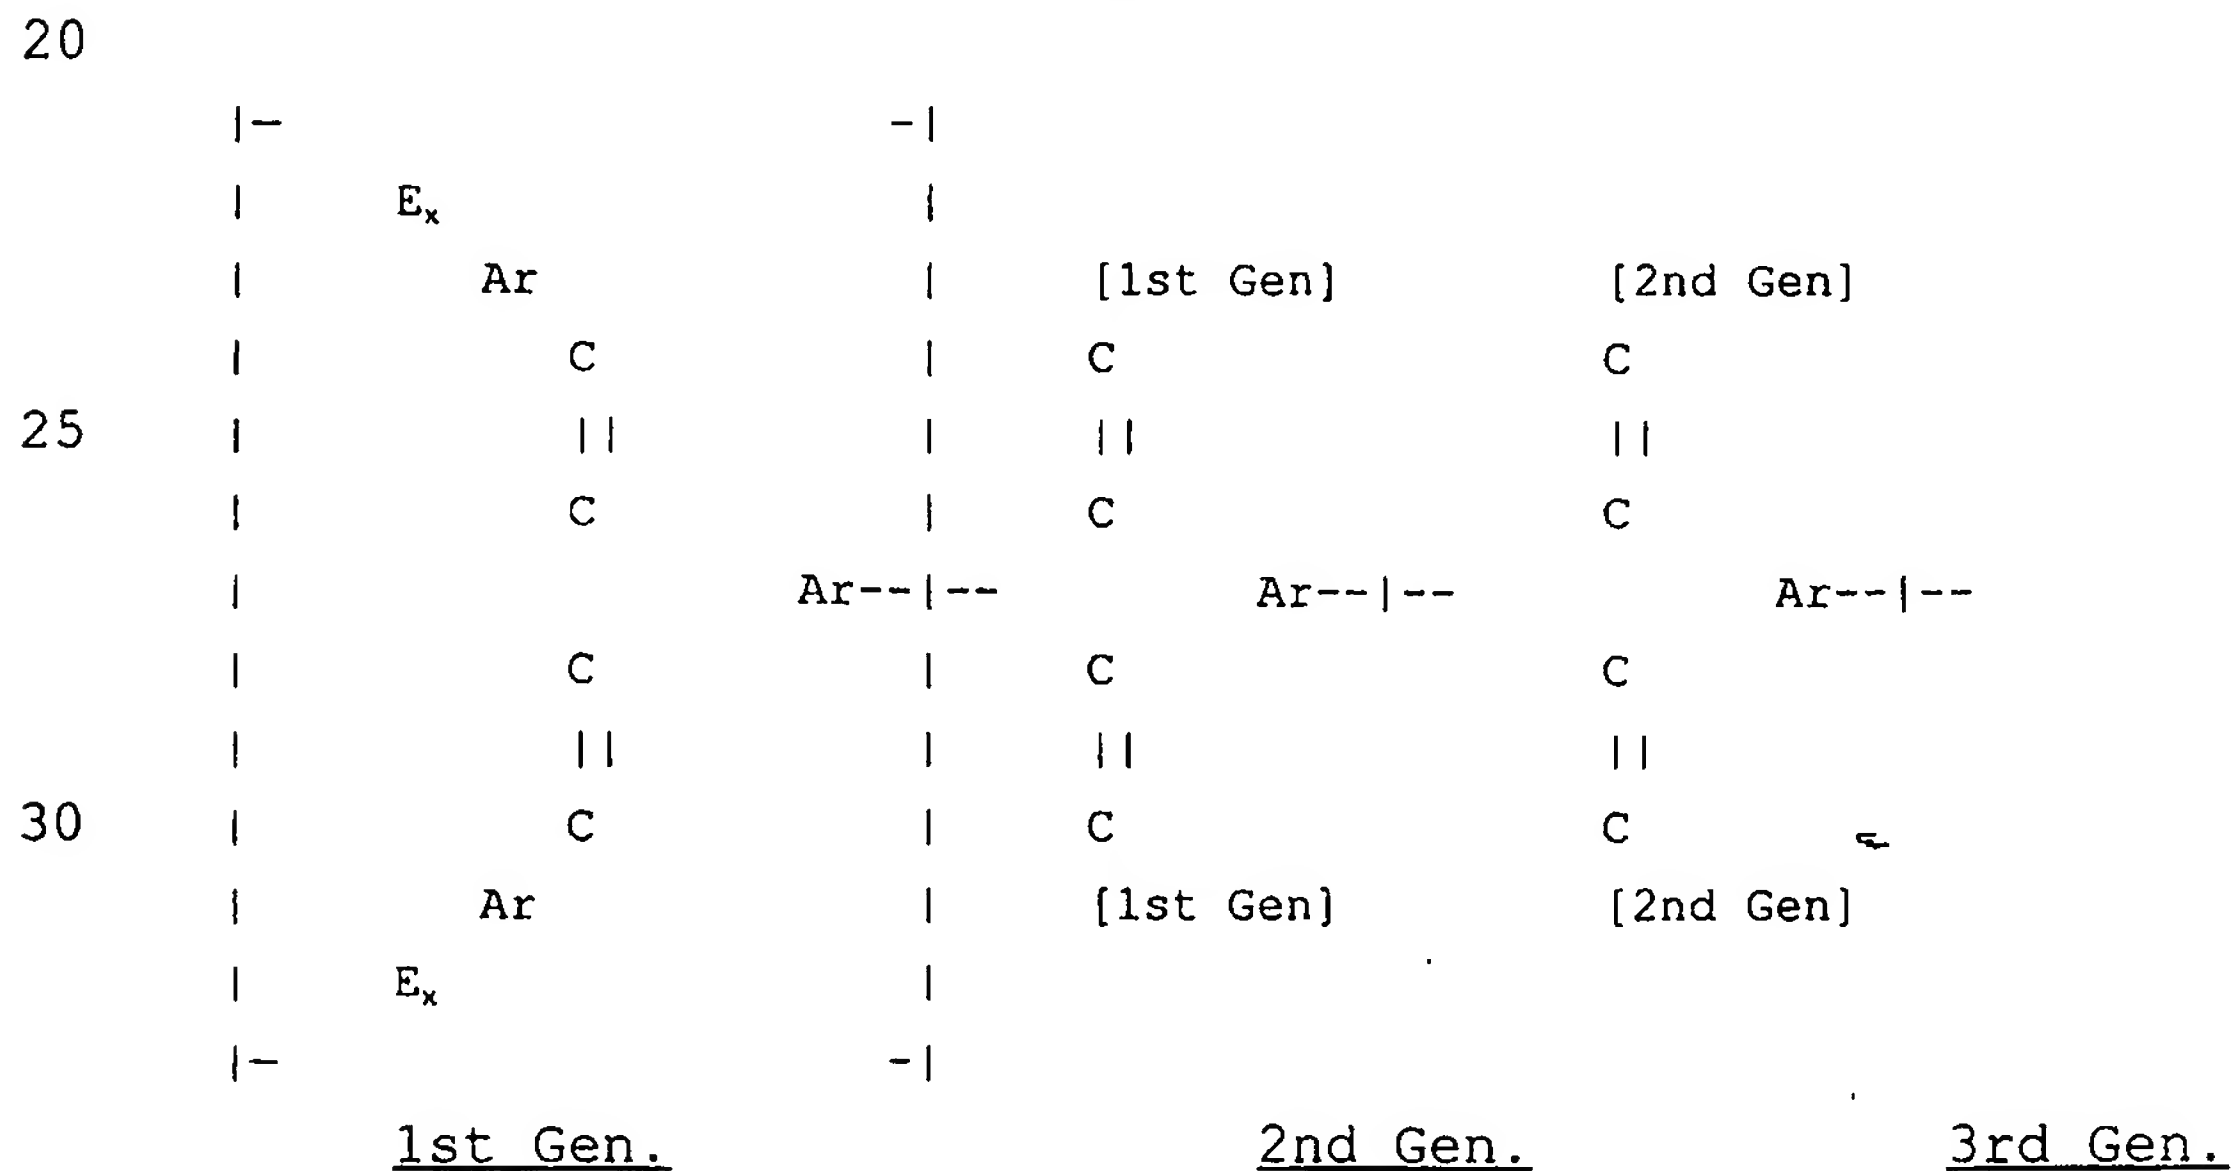 20
|-                -|
|    Eₓ            |
|      Ar          |    [1st Gen]    [2nd Gen]
|        C         |    C            C
25 |        ||        |    ||           ||
|        C         |    C            C
|             Ar--|--        Ar--|--        Ar--|--
|        C         |    C            C
|        ||        |    ||           ||
30 |        C         |    C            C
|      Ar          |    [1st Gen]    [2nd Gen]
|    Eₓ            |
|-                -|
1st Gen.    2nd Gen.    3rd Gen.